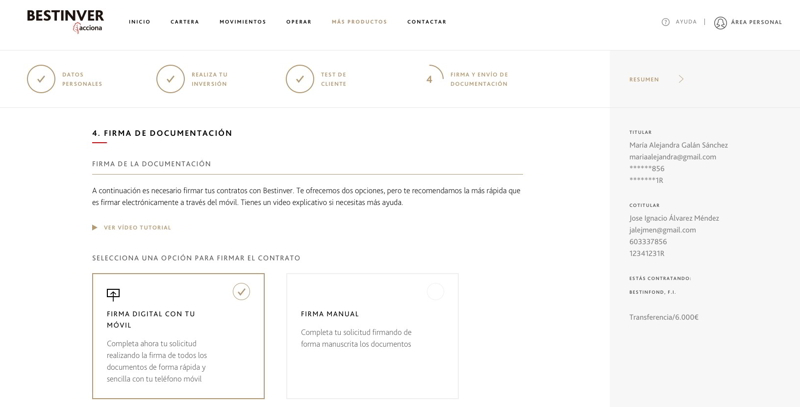 BESTINVER
acciona
INICIO
CARTERA
MOVIMIENTOS
OPERAR
MÁS PRODUCTOS
CONTACTAR
AYUDA
ÁREA PERSONAL
DATOS
PERSONALES
REALIZA TU
INVERSIÓN
TEST DE
CLIENTE
4
FIRMA Y ENVÍO DE
DOCUMENTACIÓN
RESUMEN
4. FIRMA DE DOCUMENTACIÓN
FIRMA DE LA DOCUMENTACIÓN
A continuación es necesario firmar tus contratos con Bestinver. Te ofrecemos dos opciones, pero te recomendamos la más rápida que
es firmar electrónicamente a través del móvil. Tienes un video explicativo si necesitas más ayuda.
VER VÍDEO TUTORIAL
SELECCIONA UNA OPCIÓN PARA FIRMAR EL CONTRATO
FIRMA DIGITAL CON TU
MÓVIL
Completa ahora tu solicitud
realizando la firma de todos los
documentos de forma rápida y
sencilla con tu teléfono móvil
FIRMA MANUAL
Completa tu solicitud firmando de
forma manuscrita los documentos
TITULAR
María Alejandra Galán Sánchez
mariaalejandra@gmail.com
******856
*******1R
COTITULAR
Jose Ignacio Álvarez Méndez
jalejmen@gmail.com
603337856
12341231R
ESTÁS CONTRATANDO:
BESTINFOND, F.I.
Transferencia/6.000€